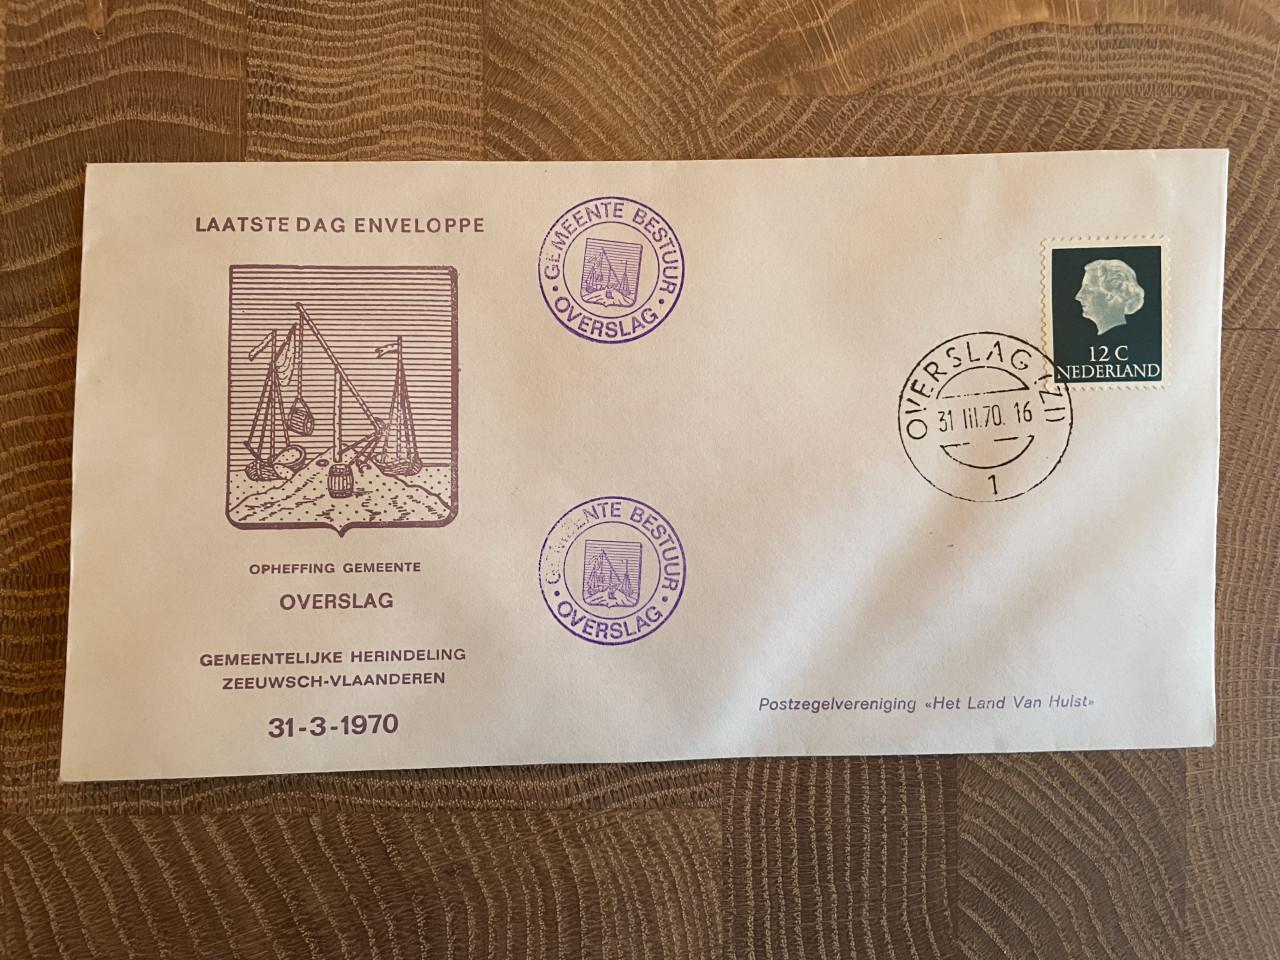 LAATSTE DAG ENVELOPPE
GEMEENTE BESTUUR
• OVERSLAG •
12 C
NEDERLAND
OVERSLAG (ZL)
31 III.70. 16
1
GEMEENTE BESTUUR
• OVERSLAG •
OPHEFFING GEMEENTE
OVERSLAG
GEMEENTELIJKE HERINDELING
ZEEUWSCH-VLAANDEREN
31-3-1970
Postzegelvereniging «Het Land Van Hulst»